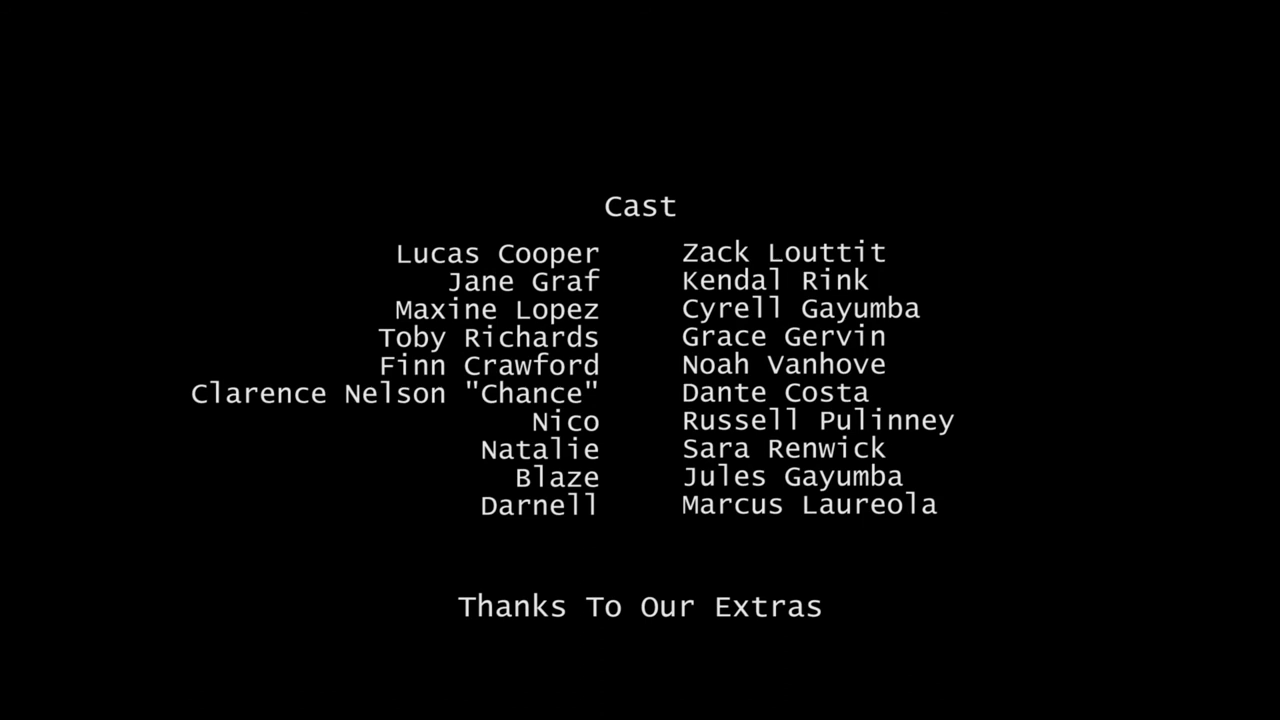 Cast
Lucas Cooper Zack Louttit
Jane Graf Kendal Rink
Maxine Lopez Cyrell Gayumba
Toby Richards Grace Gervin
Finn Crawford Noah Vanhove
Clarence Nelson "Chance" Dante Costa
Nico Russell Pulinney
Natalie Sara Renwick
Blaze Jules Gayumba
Darnell Marcus Laureola
Thanks To Our Extras